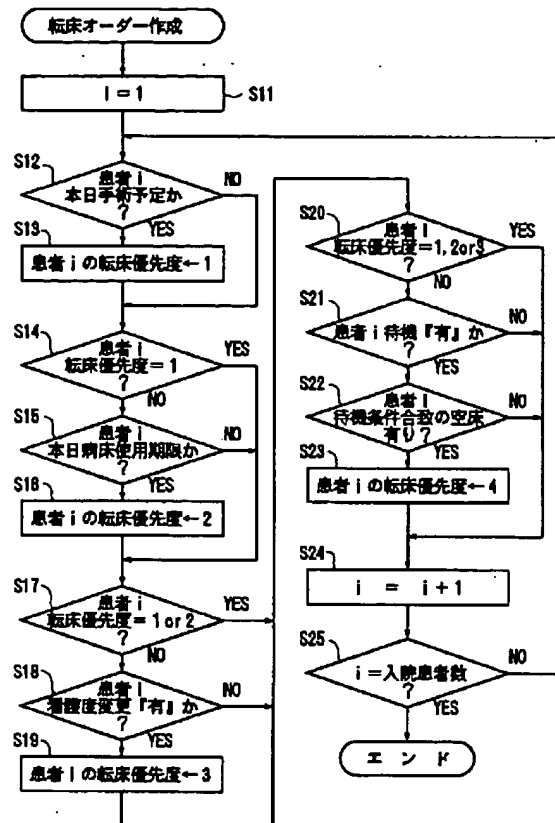 転床オーダー作成
i = 1
S11
S12
患者 i
本日手術予定か
?
NO
YES
S13
患者 i の転床優先度←1
S14
患者 i
転床優先度=1
?
YES
NO
S15
患者 i
本日病床使用期限か
?
NO
YES
S16
患者 i の転床優先度←2
S17
患者 i
転床優先度=1or2
?
YES
NO
S18
患者 i
看護度変更『有』か
?
NO
YES
S19
患者 i の転床優先度←3
S20
患者 i
転床優先度=1,2or3
?
YES
NO
S21
患者 i 待機『有』か
?
NO
YES
S22
患者 i
待機条件合致の空床
有り?
NO
YES
S23
患者 i の転床優先度←4
S24
i = i+1
S25
i=入院患者数
?
NO
YES
エンド